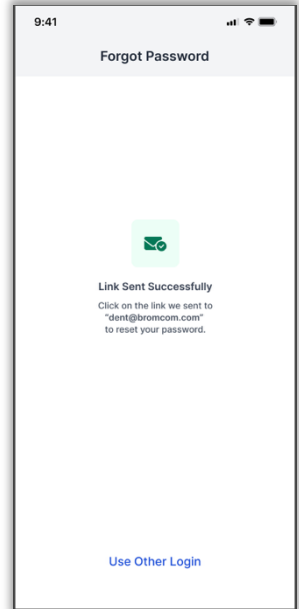 9:41
Forgot Password
Link Sent Successfully
Click on the link we sent to
"dent@bromcom.com"
to reset your password.
Use Other Login